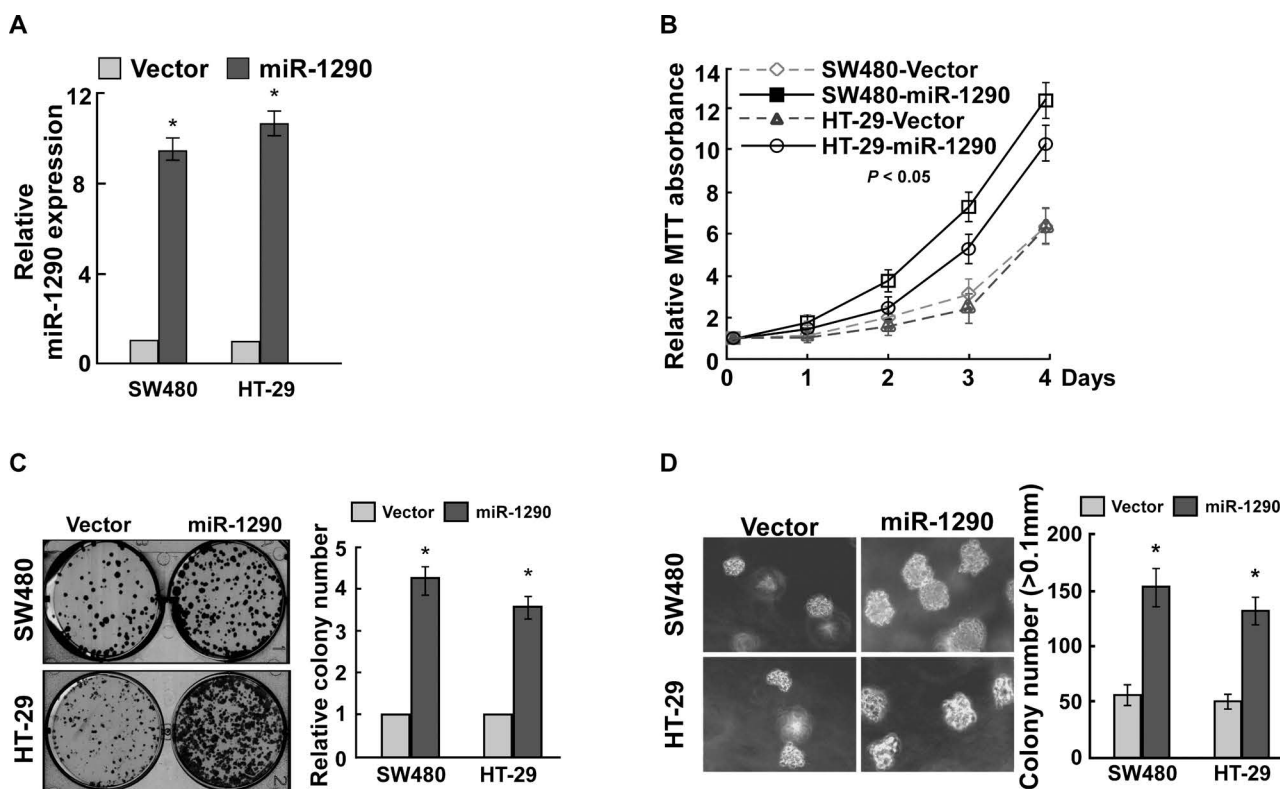 A
Vector miR-1290
Relative
miR-1290 expression
12
8
4
0
*
*
SW480 HT-29
B
Relative MTT absorbance
14
12
10
8
6
4
2
0
SW480-Vector
SW480-miR-1290
HT-29-Vector
HT-29-miR-1290
P < 0.05
0 1 2 3 4 Days
C
Vector miR-1290
SW480
HT-29
Vector miR-1290
Relative colony number
5
4
3
2
1
0
*
*
SW480 HT-29
D
Vector miR-1290
SW480
HT-29
Vector miR-1290
Colony number (>0.1mm)
200
150
100
50
0
*
*
SW480 HT-29